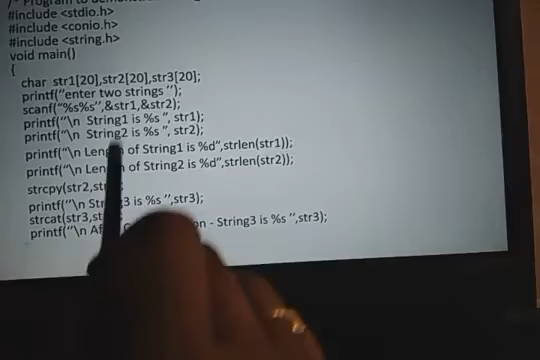 /* Program to
#include <stdio.h>
#include <conio.h>
#include <string.h>
void main()
{
char str1[20],str2[20],str3[20];
printf("enter two strings ");
scanf("%s%s",&str1,&str2);
printf("\n String1 is %s ", str1);
printf("\n String2 is %s ", str2);
printf("\n Len of String1 is %d",strlen(str1));
printf("\n Len of String2 is %d",strlen(str2));
strcpy(str2,st
printf("\n Str 3 is %s ",str3);
strcat(str3,st
printf("\n Af on - String3 is %s ",str3);